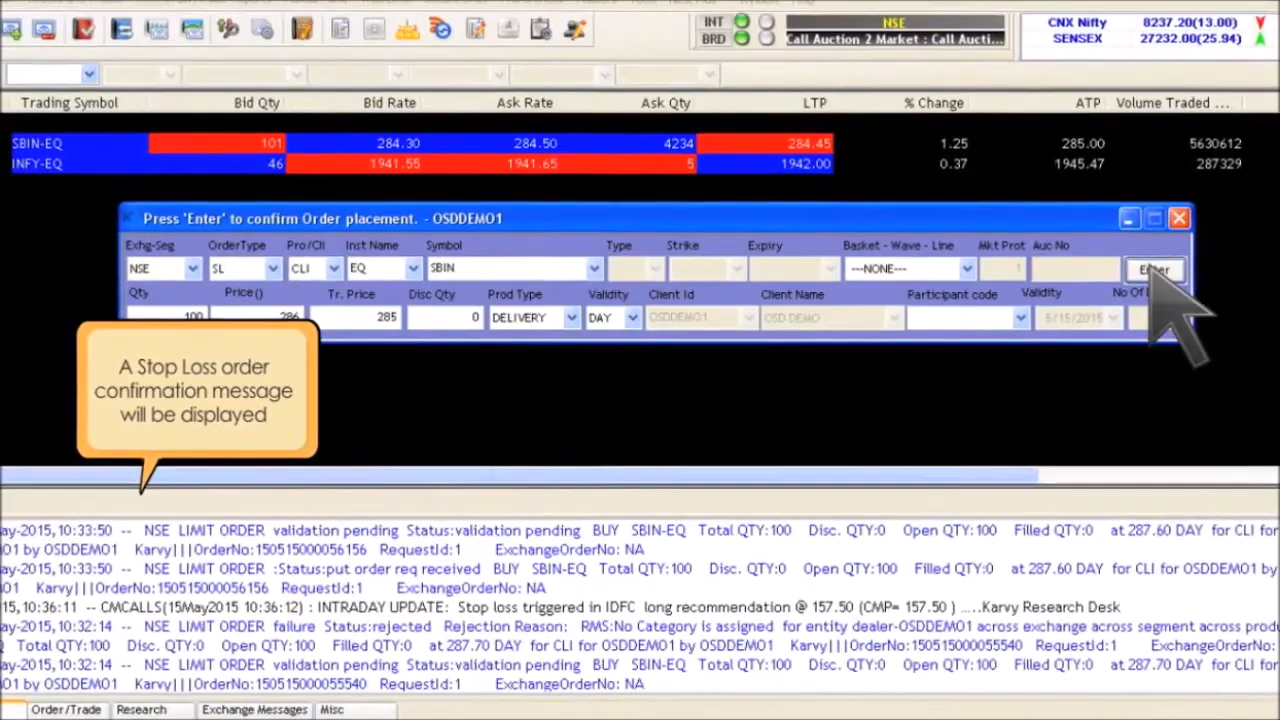 INT
BRD
NSE
Call Auction 2 Market : Call Aucti...
CNX Nifty 8237.20(13.00)
SENSEX 27232.00(25.94)
Trading Symbol Bid Qty Bid Rate Ask Rate Ask Qty LTP % Change ATP Volume Traded ...
SBIN-EQ 101 284.30 284.50 4234 284.45 1.25 285.00 5630612
INFY-EQ 46 1941.55 1941.65 5 1942.00 0.37 1945.47 287329
Press 'Enter' to confirm Order placement. - OSDDEMO1
Exhg-Seg OrderType Pro/Cli Inst Name Symbol Type Strike Expiry Basket - Wave - Line Mkt Prot Auc No
NSE SL CLI EQ SBIN ---NONE--- 1 Enter
Qty Price() Tr. Price Disc Qty Prod Type Validity Client Id Client Name Participant code Validity No Of
100 286 285 0 DELIVERY DAY OSDDEMO1 OSD DEMO 5/15/2015
A Stop Loss order
confirmation message
will be displayed
ay-2015,10:33:50 -- NSE LIMIT ORDER validation pending Status:validation pending BUY SBIN-EQ Total QTY:100 Disc. QTY:0 Open QTY:100 Filled QTY:0 at 287.60 DAY for CLI for
O1 by OSDDEMO1 Karvy|||OrderNo:150515000056156 RequestId:1 ExchangeOrderNo: NA
ay-2015,10:33:50 -- NSE LIMIT ORDER :Status:put order req received BUY SBIN-EQ Total QTY:100 Disc. QTY:0 Open QTY:100 Filled QTY:0 at 287.60 DAY for CLI for
O1 Karvy|||OrderNo:150515000056156 RequestId:1 ExchangeOrderNo: NA
15,10:36:11 -- CMCALLS(15May2015 10:36:12) : INTRADAY UPDATE: Stop loss triggered in IDFC long recommendation @ 157.50 (CMP= 157.50 ) ....Karvy Research Desk
ay-2015,10:32:14 -- NSE LIMIT ORDER failure Status:rejected Rejection Reason: RMS:No Category is assigned for entity dealer-OSDDEMO1 across exchange across segment across produ
Q Total QTY:100 Disc. QTY:0 Open QTY:100 Filled QTY:0 at 287.70 DAY for CLI for OSDDEMO1 by OSDDEMO1 Karvy|||OrderNo:150515000055540 RequestId:1 ExchangeOrderNo:
ay-2015,10:32:14 -- NSE LIMIT ORDER validation pending Status:validation pending BUY SBIN-EQ Total QTY:100 Disc. QTY:0 Open QTY:100 Filled QTY:0 at 287.70 DAY for CLI for
O1 by OSDDEMO1 Karvy|||OrderNo:150515000055540 RequestId:1 ExchangeOrderNo: NA
Order/Trade Research Exchange Messages Misc